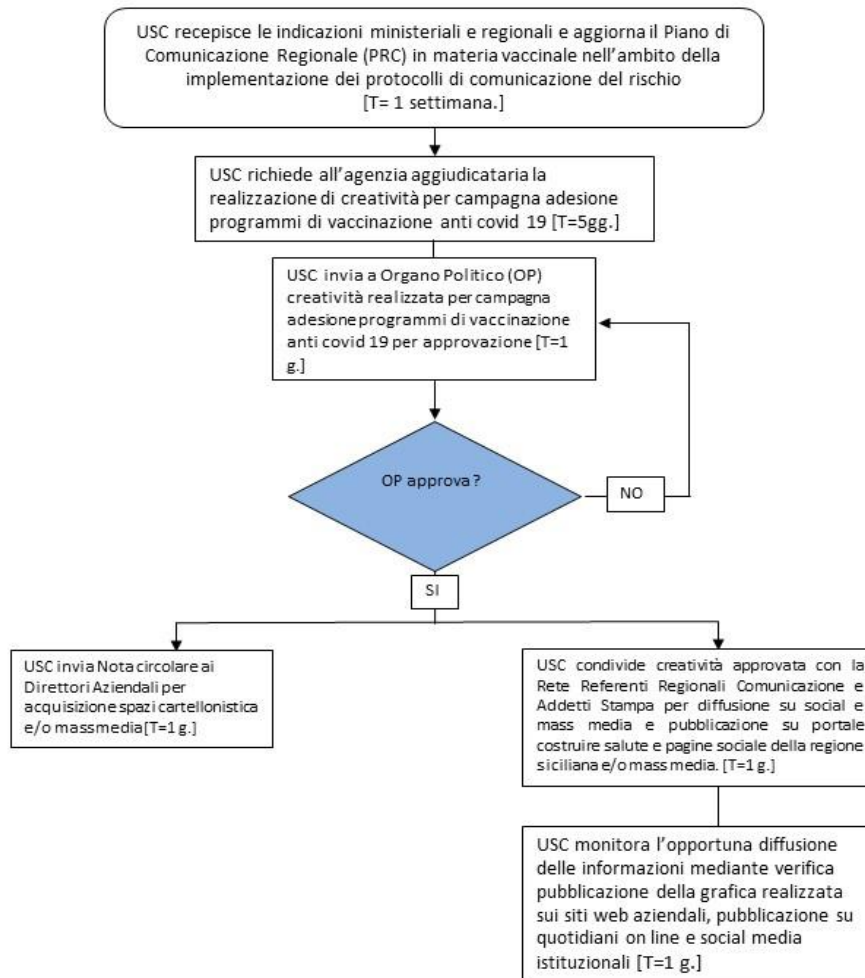 USC recepisce le indicazioni ministeriali e regionali e aggiorna il Piano di
Comunicazione Regionale (PRC) in materia vaccinale nell'ambito della
implementazione dei protocolli di comunicazione del rischio
[T= 1 settimana.]
USC richiede all'agenzia aggiudicataria la
realizzazione di creatività per campagna adesione
programmi di vaccinazione anti covid 19 [T=5gg.]
USC invia a Organo Politico (OP)
creatività realizzata per campagna
adesione programmi di vaccinazione
anti covid 19 per approvazione [T=1
g.]
OP approva?
NO
SI
USC invia Nota circolare ai
Direttori Aziendali per
acquisizione spazi cartellonistica
e/o massmedia [T=1 g.]
USC condivide creatività approvata con la
Rete Referenti Regionali Comunicazione e
Addetti Stampa per diffusione su social e
mass media e pubblicazione su portale
costruire salute e pagine sociale della regione
siciliana e/o mass media. [T=1 g.]
USC monitora l'opportuna diffusione
delle informazioni mediante verifica
pubblicazione della grafica realizzata
sui siti web aziendali, pubblicazione su
quotidiani on line e social media
istituzionali [T=1 g.]